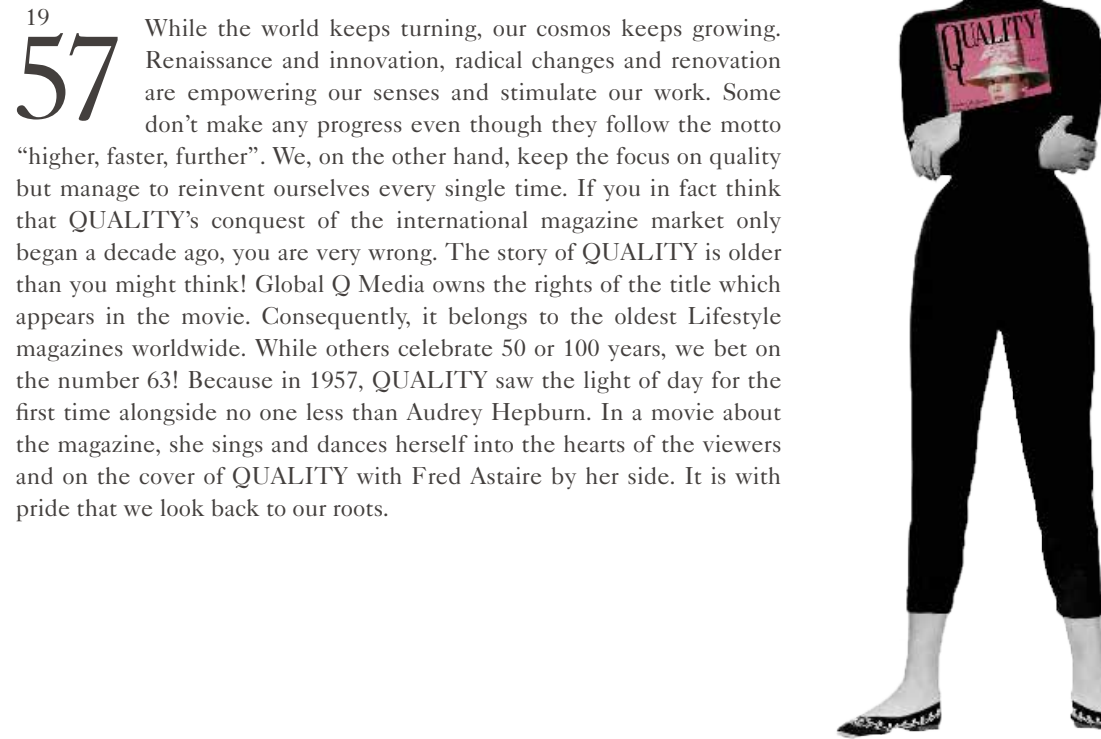 19
57
While the world keeps turning, our cosmos keeps growing.
Renaissance and innovation, radical changes and renovation
are empowering our senses and stimulate our work. Some
don’t make any progress even though they follow the motto
“higher, faster, further”. We, on the other hand, keep the focus on quality
but manage to reinvent ourselves every single time. If you in fact think
that QUALITY’s conquest of the international magazine market only
began a decade ago, you are very wrong. The story of QUALITY is older
than you might think! Global Q Media owns the rights of the title which
appears in the movie. Consequently, it belongs to the oldest Lifestyle
magazines worldwide. While others celebrate 50 or 100 years, we bet on
the number 63! Because in 1957, QUALITY saw the light of day for the
first time alongside no one less than Audrey Hepburn. In a movie about
the magazine, she sings and dances herself into the hearts of the viewers
and on the cover of QUALITY with Fred Astaire by her side. It is with
pride that we look back to our roots.
QUALITY